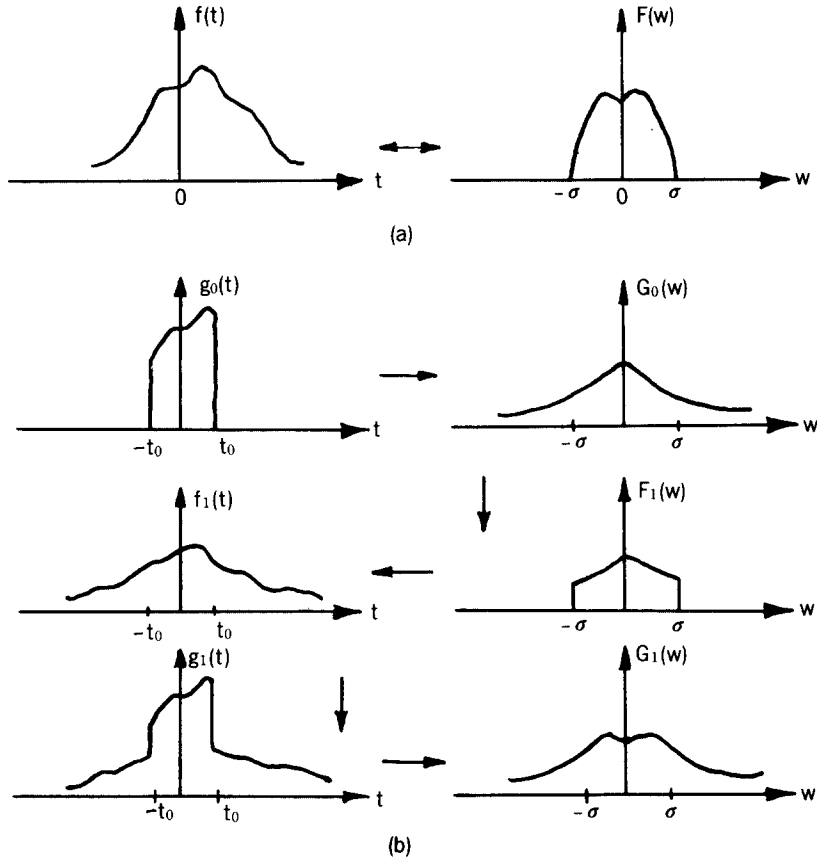 f(t) F(w)
t w
0 -σ 0 σ
(a)
g₀(t) G₀(w)
t w
-t₀ t₀ -σ σ
f₁(t) F₁(w)
t w
-t₀ t₀ -σ σ
g₁(t) G₁(w)
t w
-t₀ t₀ -σ σ
(b)